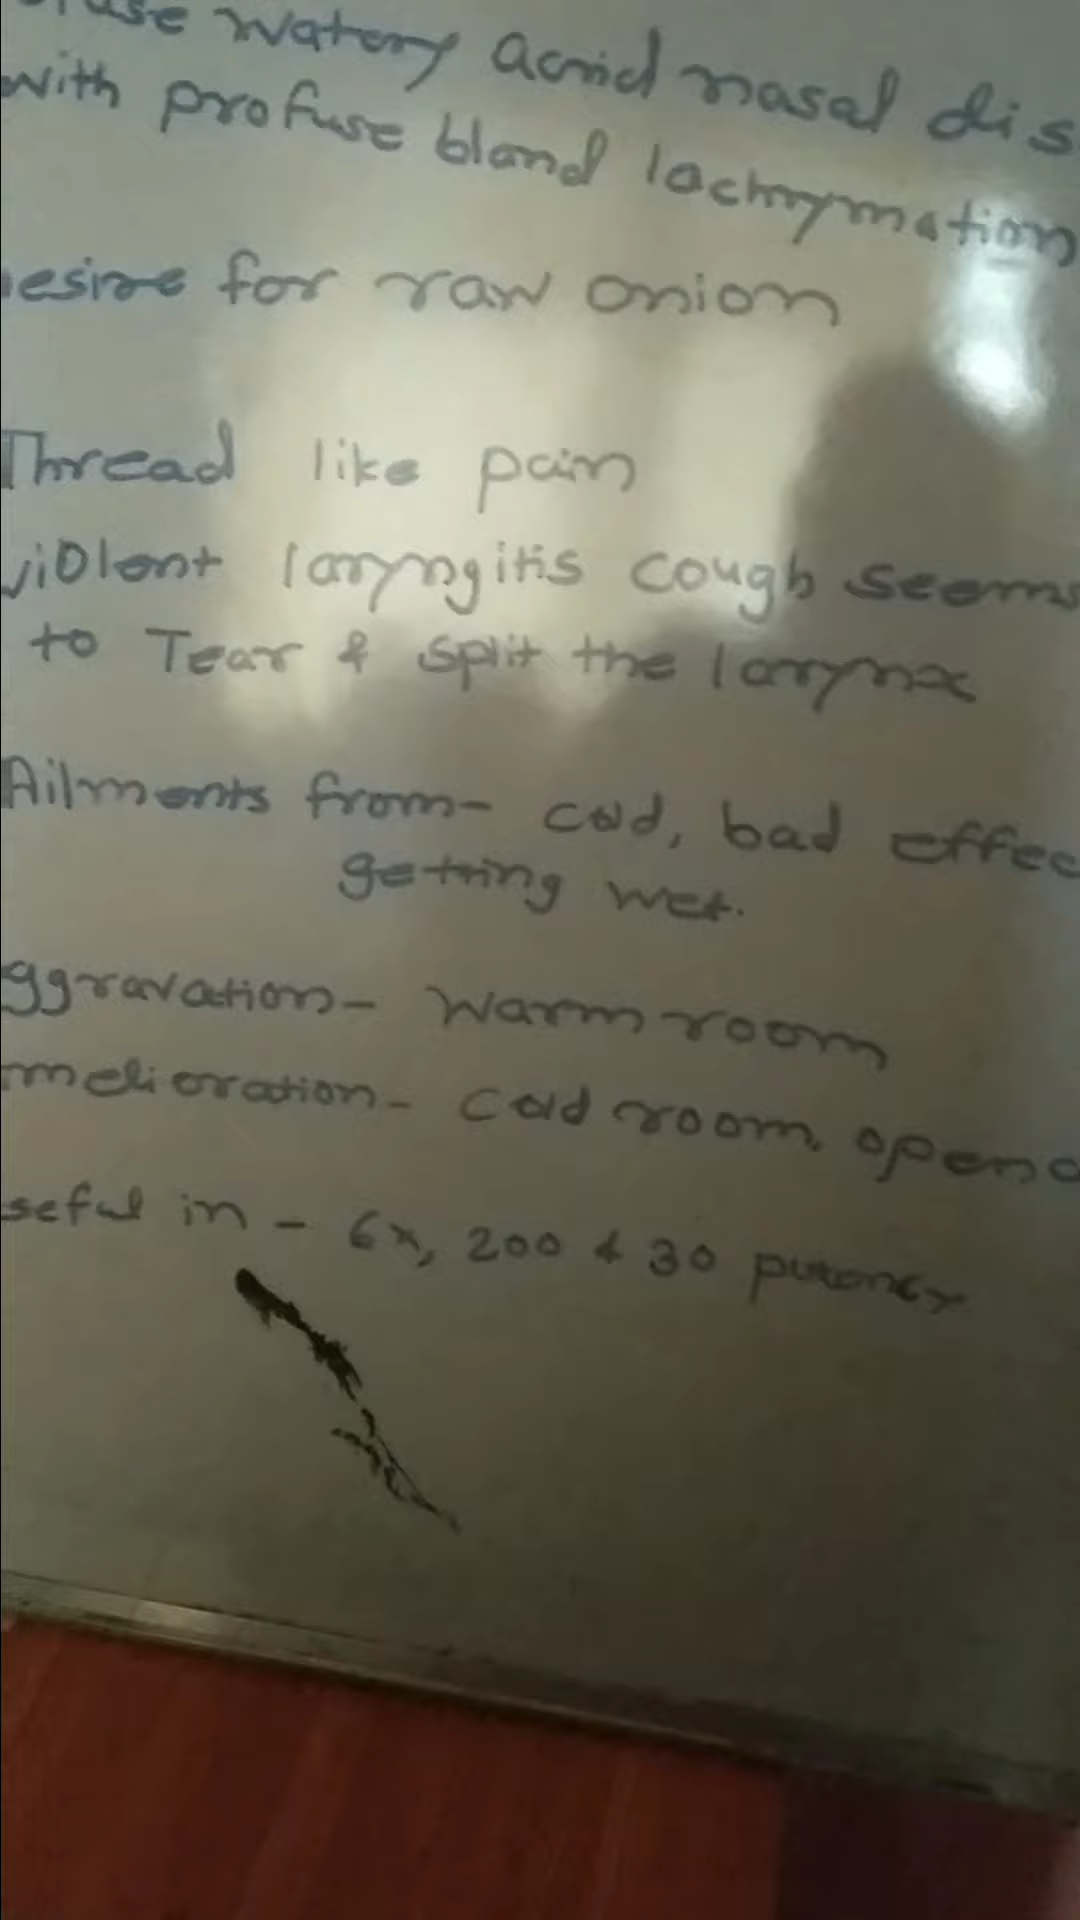 fuse watery acrid nasal dis
with profuse bland lachrymation
esire for raw onion
Thread like pain
violent laryngitis cough seems
to Tear & split the larynx
Ailments from- cold, bad effec
getting wet.
ggravation- warm room
melioration- cold room, open a
seful in - 6x, 200 & 30 potency